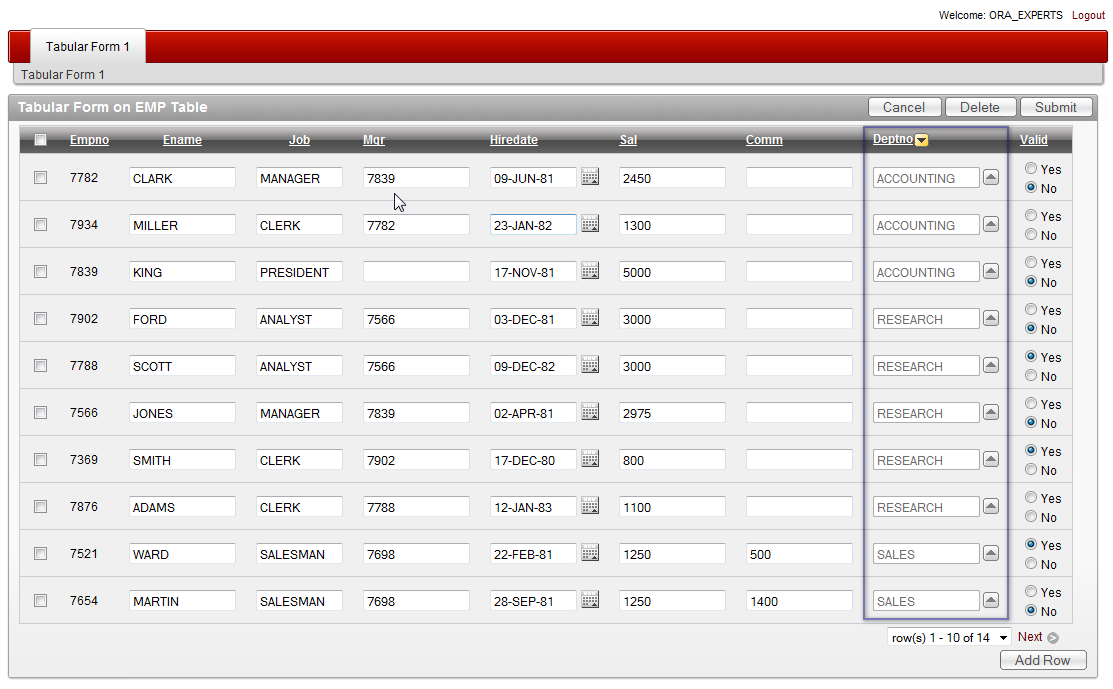 Welcome: ORA_EXPERTS Logout
Tabular Form 1
Tabular Form 1
Tabular Form on EMP Table Cancel Delete Submit
Empno Ename Job Mgr Hiredate Sal Comm Deptno Valid
7782 CLARK MANAGER 7839 09-JUN-81 2450 ACCOUNTING Yes
No
7934 MILLER CLERK 7782 23-JAN-82 1300 ACCOUNTING Yes
No
7839 KING PRESIDENT 17-NOV-81 5000 ACCOUNTING Yes
No
7902 FORD ANALYST 7566 03-DEC-81 3000 RESEARCH Yes
No
7788 SCOTT ANALYST 7566 09-DEC-82 3000 RESEARCH Yes
No
7566 JONES MANAGER 7839 02-APR-81 2975 RESEARCH Yes
No
7369 SMITH CLERK 7902 17-DEC-80 800 RESEARCH Yes
No
7876 ADAMS CLERK 7788 12-JAN-83 1100 RESEARCH Yes
No
7521 WARD SALESMAN 7698 22-FEB-81 1250 500 SALES Yes
No
7654 MARTIN SALESMAN 7698 28-SEP-81 1250 1400 SALES Yes
No
row(s) 1 - 10 of 14 Next
Add Row